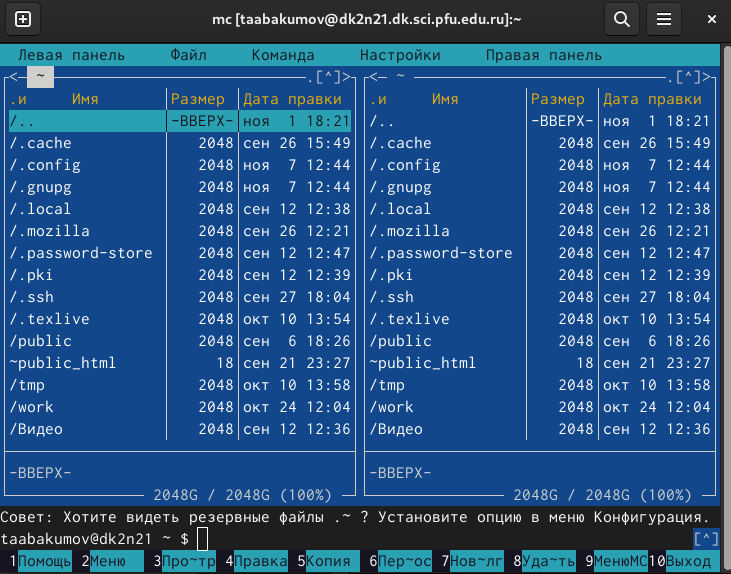 mc [taabakumov@dk2n21.dk.sci.pfu.edu.ru]:~
Левая панель Файл Команда Настройки Правая панель
<─ ~ .[^]> <─ ~ .[^]>
.и Имя Размер Дата правки .и Имя Размер Дата правки
/.. -ВВЕРХ- ноя 1 18:21 /.. -ВВЕРХ- ноя 1 18:21
/.cache 2048 сен 26 15:49 /.cache 2048 сен 26 15:49
/.config 2048 ноя 7 12:44 /.config 2048 ноя 7 12:44
/.gnupg 2048 ноя 7 12:44 /.gnupg 2048 ноя 7 12:44
/.local 2048 сен 12 12:38 /.local 2048 сен 12 12:38
/.mozilla 2048 сен 26 12:21 /.mozilla 2048 сен 26 12:21
/.password-store 2048 сен 12 12:47 /.password-store 2048 сен 12 12:47
/.pki 2048 сен 12 12:39 /.pki 2048 сен 12 12:39
/.ssh 2048 сен 27 18:04 /.ssh 2048 сен 27 18:04
/.texlive 2048 окт 10 13:54 /.texlive 2048 окт 10 13:54
/public 2048 сен 6 18:26 /public 2048 сен 6 18:26
~public_html 18 сен 21 23:27 ~public_html 18 сен 21 23:27
/tmp 2048 окт 10 13:58 /tmp 2048 окт 10 13:58
/work 2048 окт 24 12:04 /work 2048 окт 24 12:04
/Видео 2048 сен 12 12:36 /Видео 2048 сен 12 12:36
-ВВЕРХ- -ВВЕРХ-
2048G / 2048G (100%) 2048G / 2048G (100%)
Совет: Хотите видеть резервные файлы .~ ? Установите опцию в меню Конфигурация.
taabakumov@dk2n21 ~ $ [^]
1Помощь 2Меню 3Про~тр 4Правка 5Копия 6Пер~ос 7Нов~лг 8Уда~ть 9МенюМС 10Выход